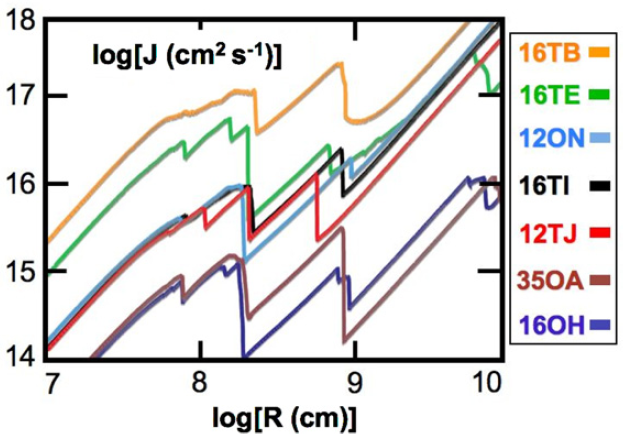 log[J (cm² s⁻¹)]
18
17
16
15
14
7
8
9
10
log[R (cm)]
16TB
16TE
12ON
16TI
12TJ
35OA
16OH